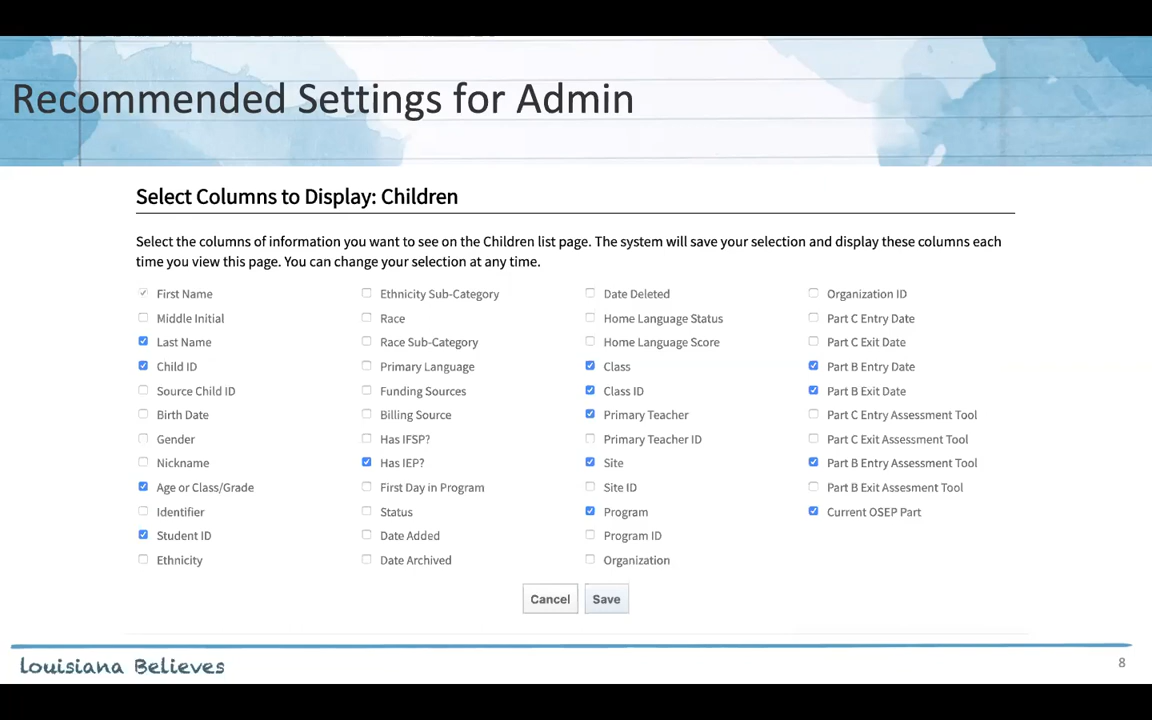 Recommended Settings for Admin
Select Columns to Display: Children
Select the columns of information you want to see on the Children list page. The system will save your selection and display these columns each
time you view this page. You can change your selection at any time.
First Name
Middle Initial
Last Name
Child ID
Source Child ID
Birth Date
Gender
Nickname
Age or Class/Grade
Identifier
Student ID
Ethnicity
Ethnicity Sub-Category
Race
Race Sub-Category
Primary Language
Funding Sources
Billing Source
Has IFSP?
Has IEP?
First Day in Program
Status
Date Added
Date Archived
Date Deleted
Home Language Status
Home Language Score
Class
Class ID
Primary Teacher
Primary Teacher ID
Site
Site ID
Program
Program ID
Organization
Organization ID
Part C Entry Date
Part C Exit Date
Part B Entry Date
Part B Exit Date
Part C Entry Assessment Tool
Part C Exit Assessment Tool
Part B Entry Assessment Tool
Part B Exit Assesment Tool
Current OSEP Part
Cancel
Save
Louisiana Believes
8